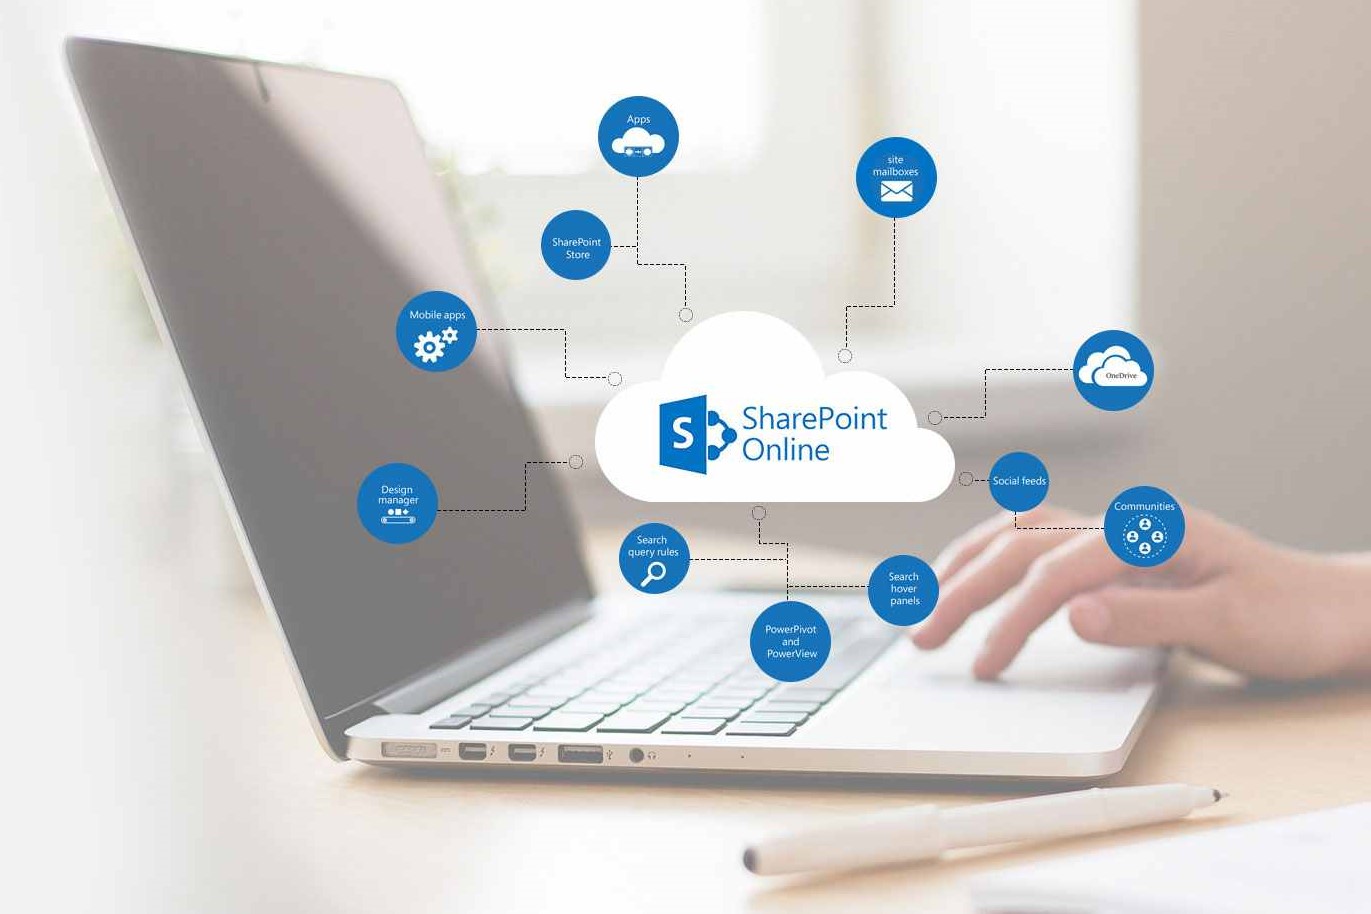 Apps
site
mailboxes
SharePoint
Store
Mobile apps
OneDrive
S
SharePoint
Online
Social feeds
Design
manager
Communities
Search
query rules
Search
hover
panels
PowerPivot
and
PowerView